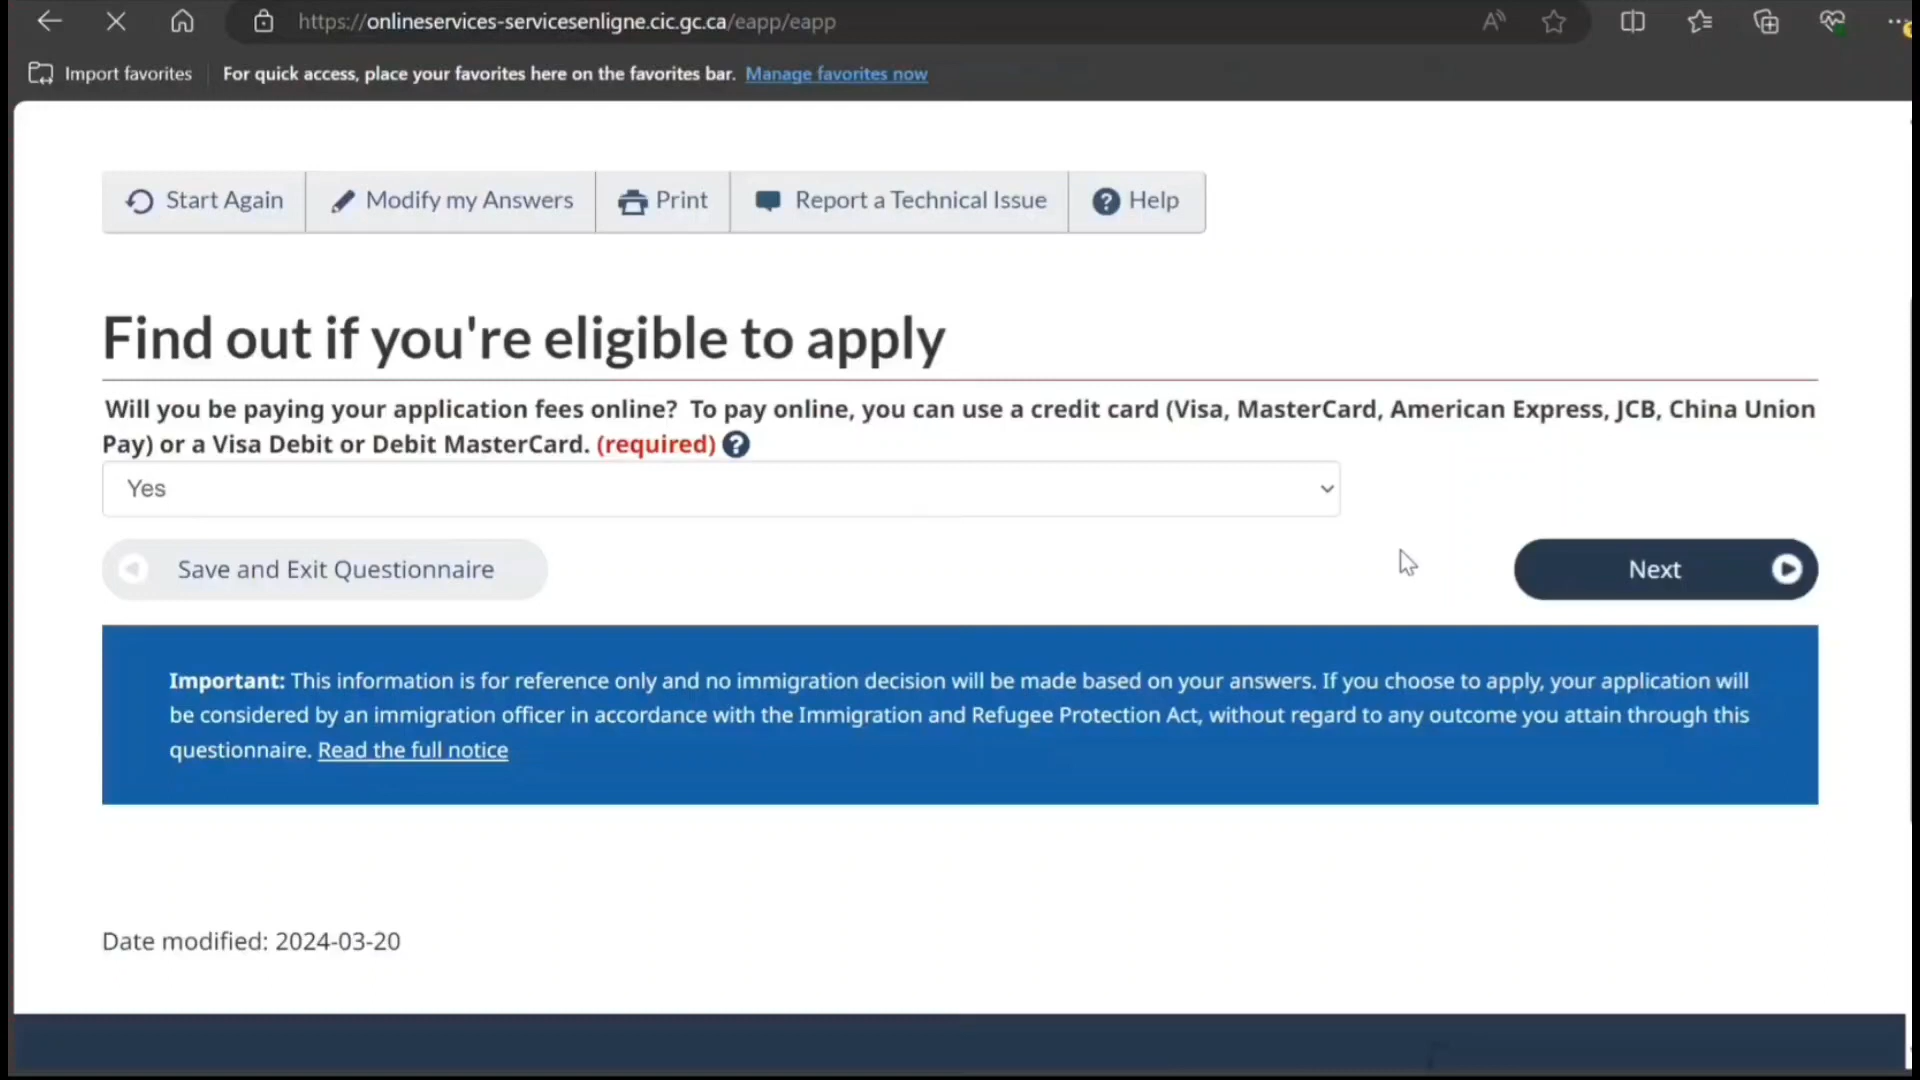 https://onlineservices-servicesenligne.cic.gc.ca/eapp/eapp
Import favorites For quick access, place your favorites here on the favorites bar. Manage favorites now
Start Again Modify my Answers Print Report a Technical Issue Help
Find out if you're eligible to apply
Will you be paying your application fees online? To pay online, you can use a credit card (Visa, MasterCard, American Express, JCB, China Union
Pay) or a Visa Debit or Debit MasterCard. (required)
Yes
Save and Exit Questionnaire Next
Important: This information is for reference only and no immigration decision will be made based on your answers. If you choose to apply, your application will
be considered by an immigration officer in accordance with the Immigration and Refugee Protection Act, without regard to any outcome you attain through this
questionnaire. Read the full notice
Date modified: 2024-03-20